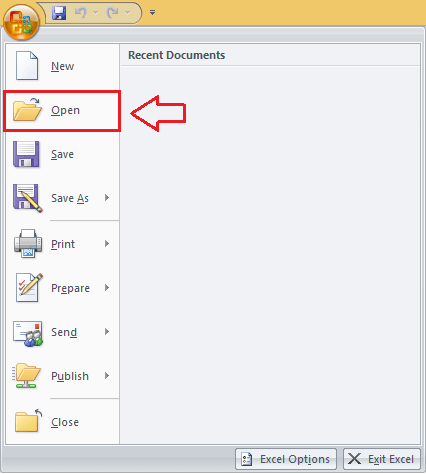 Recent Documents
New
Open
Save
Save As
Print
Prepare
Send
Publish
Close
Excel Options
Exit Excel